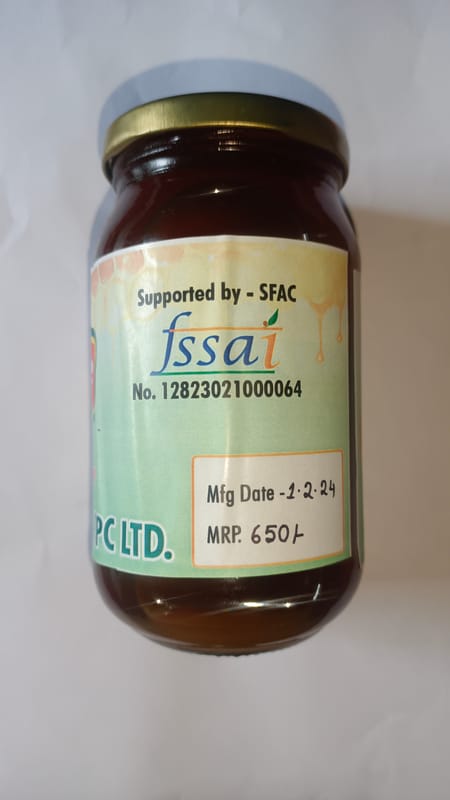 Supported by - SFAC
fssai
No. 12823021000064
Mfg Date - 1·2·24
MRP. 650/-
PC LTD.